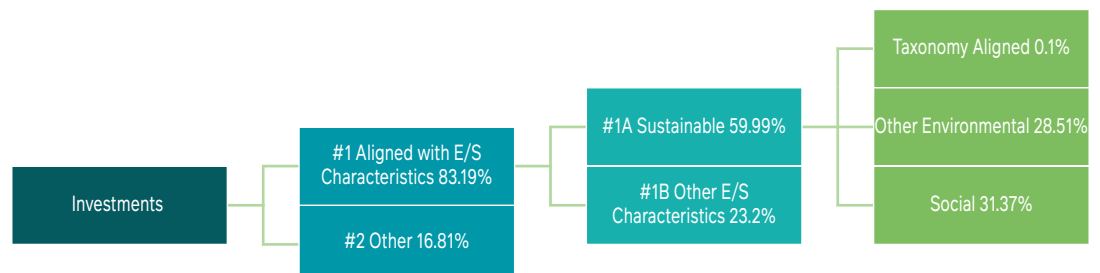 Investments
#1 Aligned with E/S
Characteristics 83.19%
#2 Other 16.81%
#1A Sustainable 59.99%
#1B Other E/S
Characteristics 23.2%
Taxonomy Aligned 0.1%
Other Environmental 28.51%
Social 31.37%